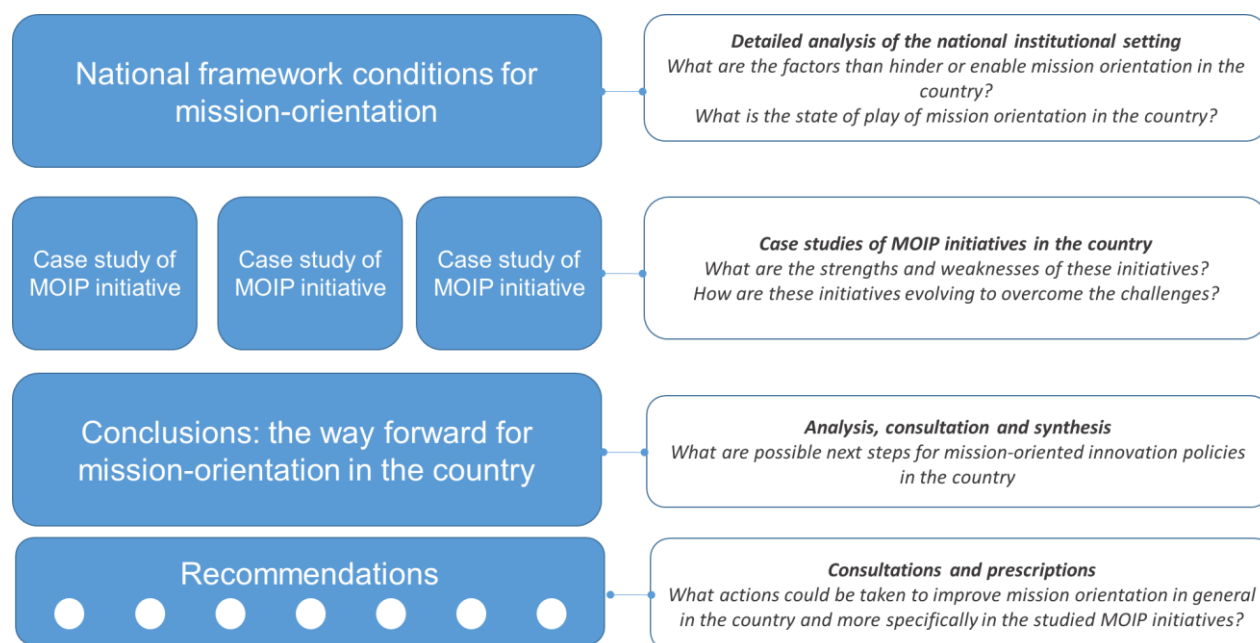 National framework conditions for
mission-orientation
Detailed analysis of the national institutional setting
What are the factors than hinder or enable mission orientation in the
country?
What is the state of play of mission orientation in the country?
Case study of
MOIP initiative
Case study of
MOIP initiative
Case study of
MOIP initiative
Case studies of MOIP initiatives in the country
What are the strengths and weaknesses of these initiatives?
How are these initiatives evolving to overcome the challenges?
Conclusions: the way forward for
mission-orientation in the country
Analysis, consultation and synthesis
What are possible next steps for mission-oriented innovation policies
in the country
Recommendations
Consultations and prescriptions
What actions could be taken to improve mission orientation in general
in the country and more specifically in the studied MOIP initiatives?